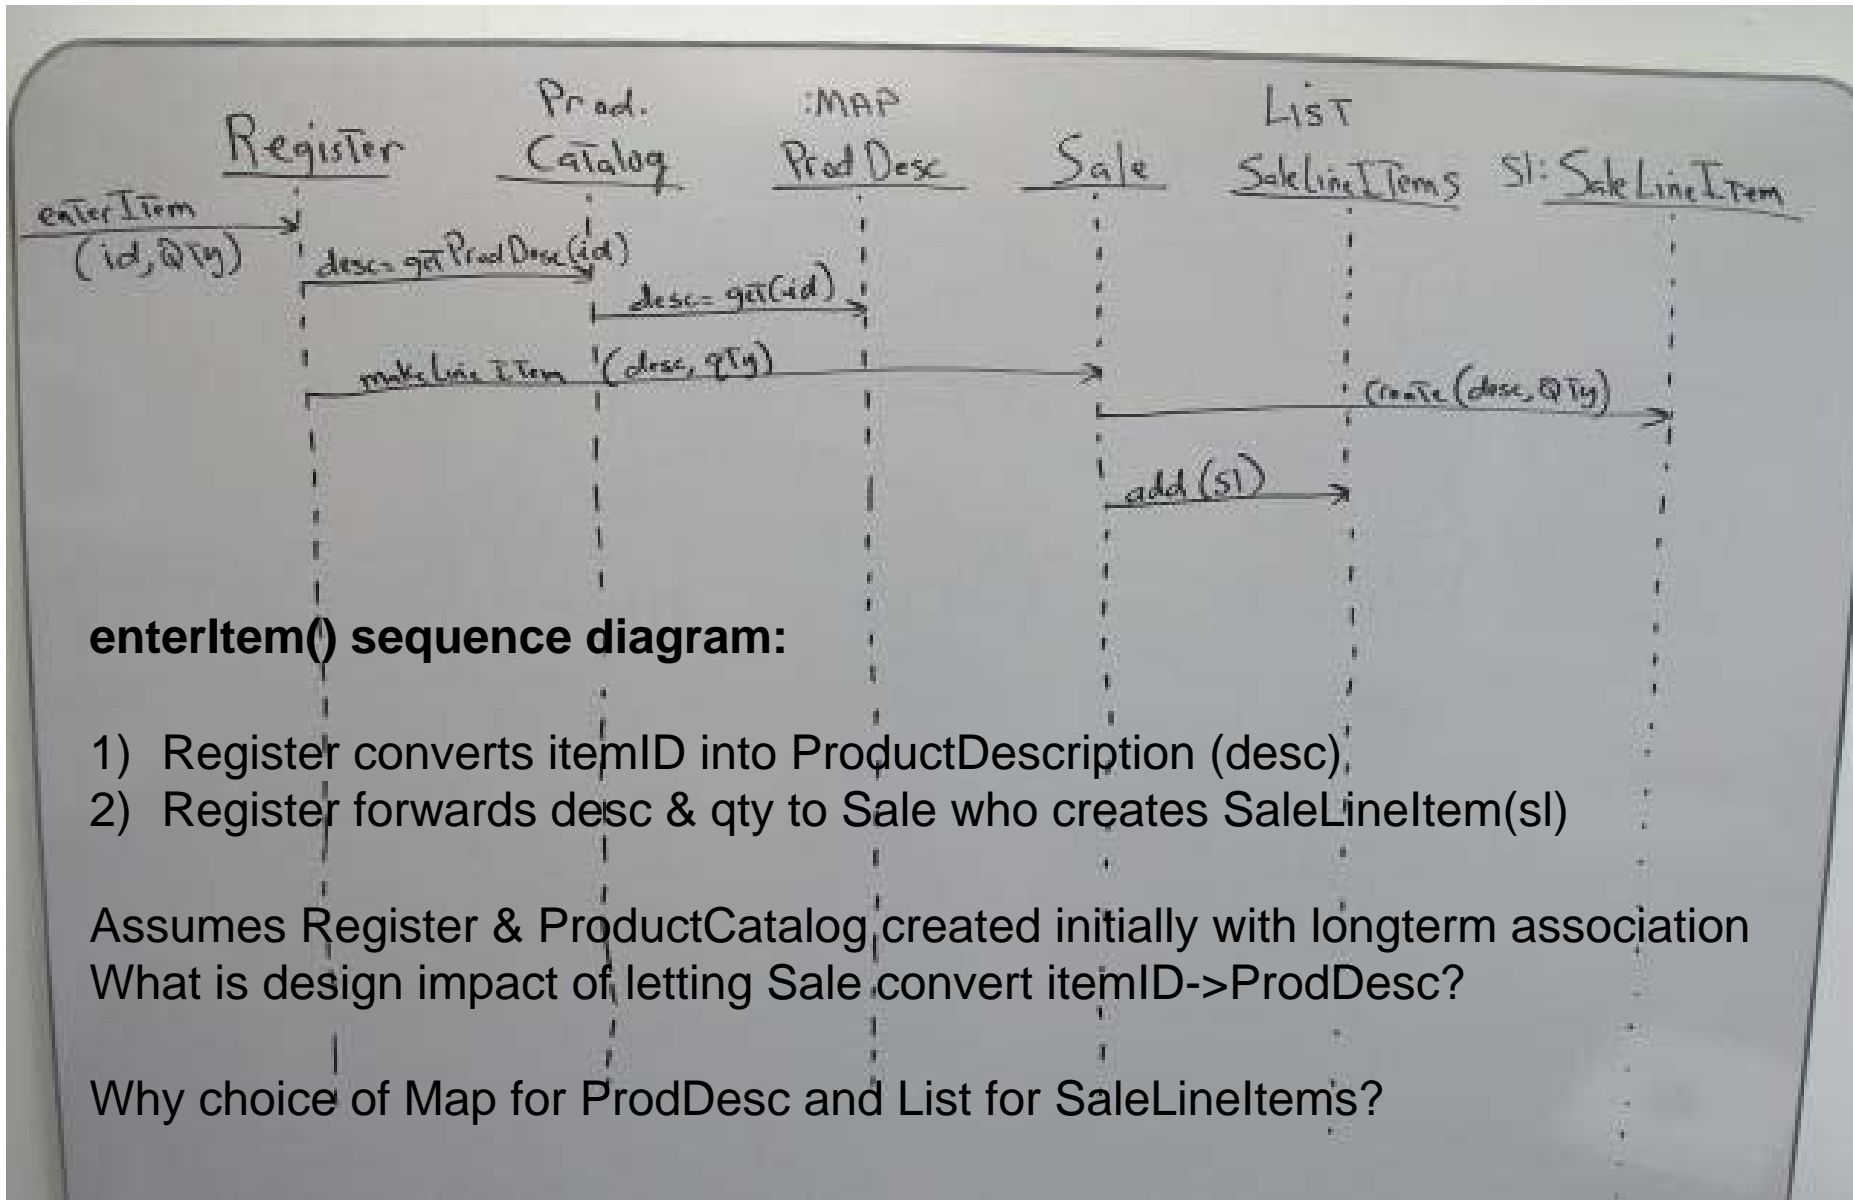 Prod. :MAP List
Register Catalog Prod Desc Sale SaleLineItems Sl: SaleLineItem
enterItem
(id, QTy)
desc= getProdDesc(id)
desc= get(id)
makeLineItem (desc, qTy)
Create (desc, QTy)
add (Sl)
enterItem() sequence diagram:
1) Register converts itemID into ProductDescription (desc)
2) Register forwards desc & qty to Sale who creates SaleLineItem(sl)
Assumes Register & ProductCatalog created initially with longterm association
What is design impact of letting Sale convert itemID->ProdDesc?
Why choice of Map for ProdDesc and List for SaleLineItems?